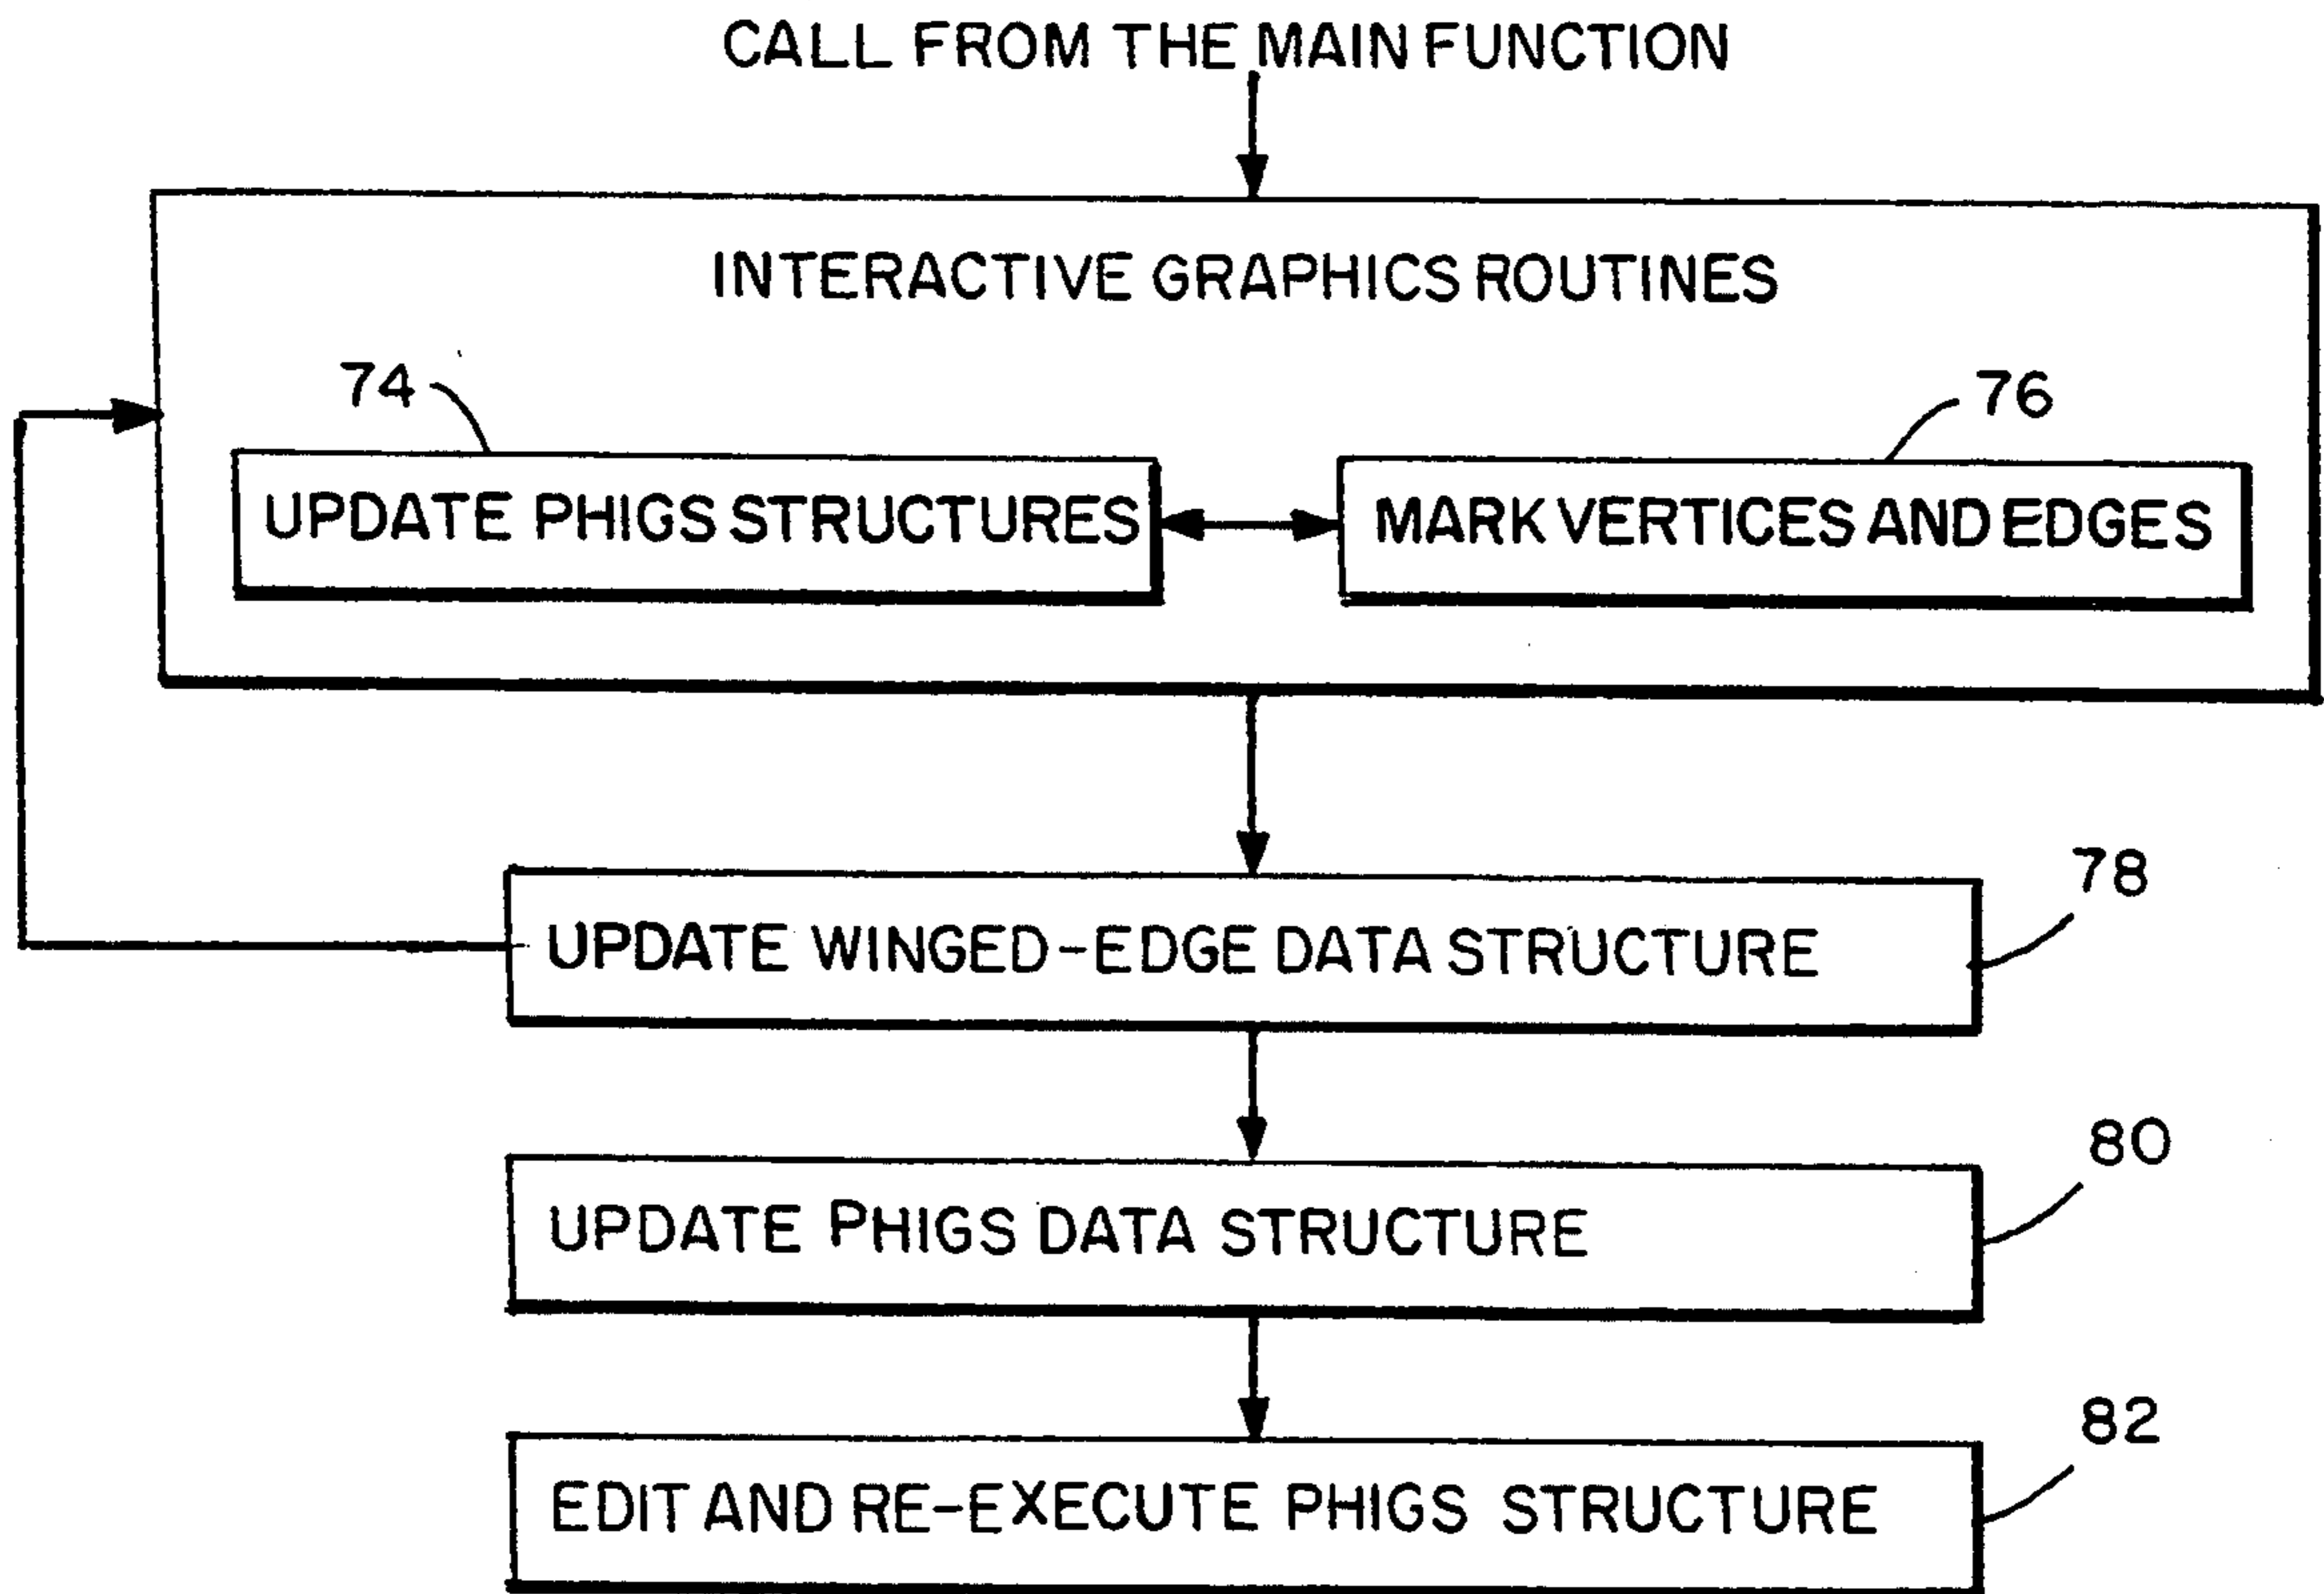 CALL FROM THE MAIN FUNCTION
INTERACTIVE GRAPHICS ROUTINES
74
76
UPDATE PHIGS STRUCTURES
MARK VERTICES AND EDGES
78
UPDATE WINGED-EDGE DATA STRUCTURE
80
UPDATE PHIGS DATA STRUCTURE
82
EDIT AND RE-EXECUTE PHIGS STRUCTURE